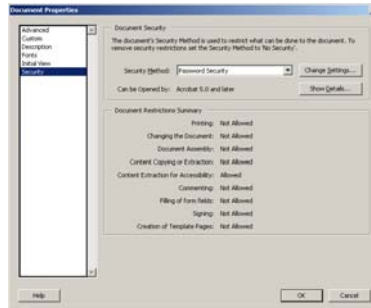 Document Properties
Advanced
Custom
Description
Fonts
Initial View
Security
Document Security
The document's Security Method is used to restrict what can be done to the document. To
remove security restrictions set the Security Method to 'No Security'.
Security Method: Password Security Change Settings...
Can be Opened by: Acrobat 5.0 and later Show Details...
Document Restrictions Summary
Printing: Not Allowed
Changing the Document: Not Allowed
Document Assembly: Not Allowed
Content Copying or Extraction: Not Allowed
Content Extraction for Accessibility: Allowed
Commenting: Not Allowed
Filling of form fields: Not Allowed
Signing: Not Allowed
Creation of Template Pages: Not Allowed
Help OK Cancel